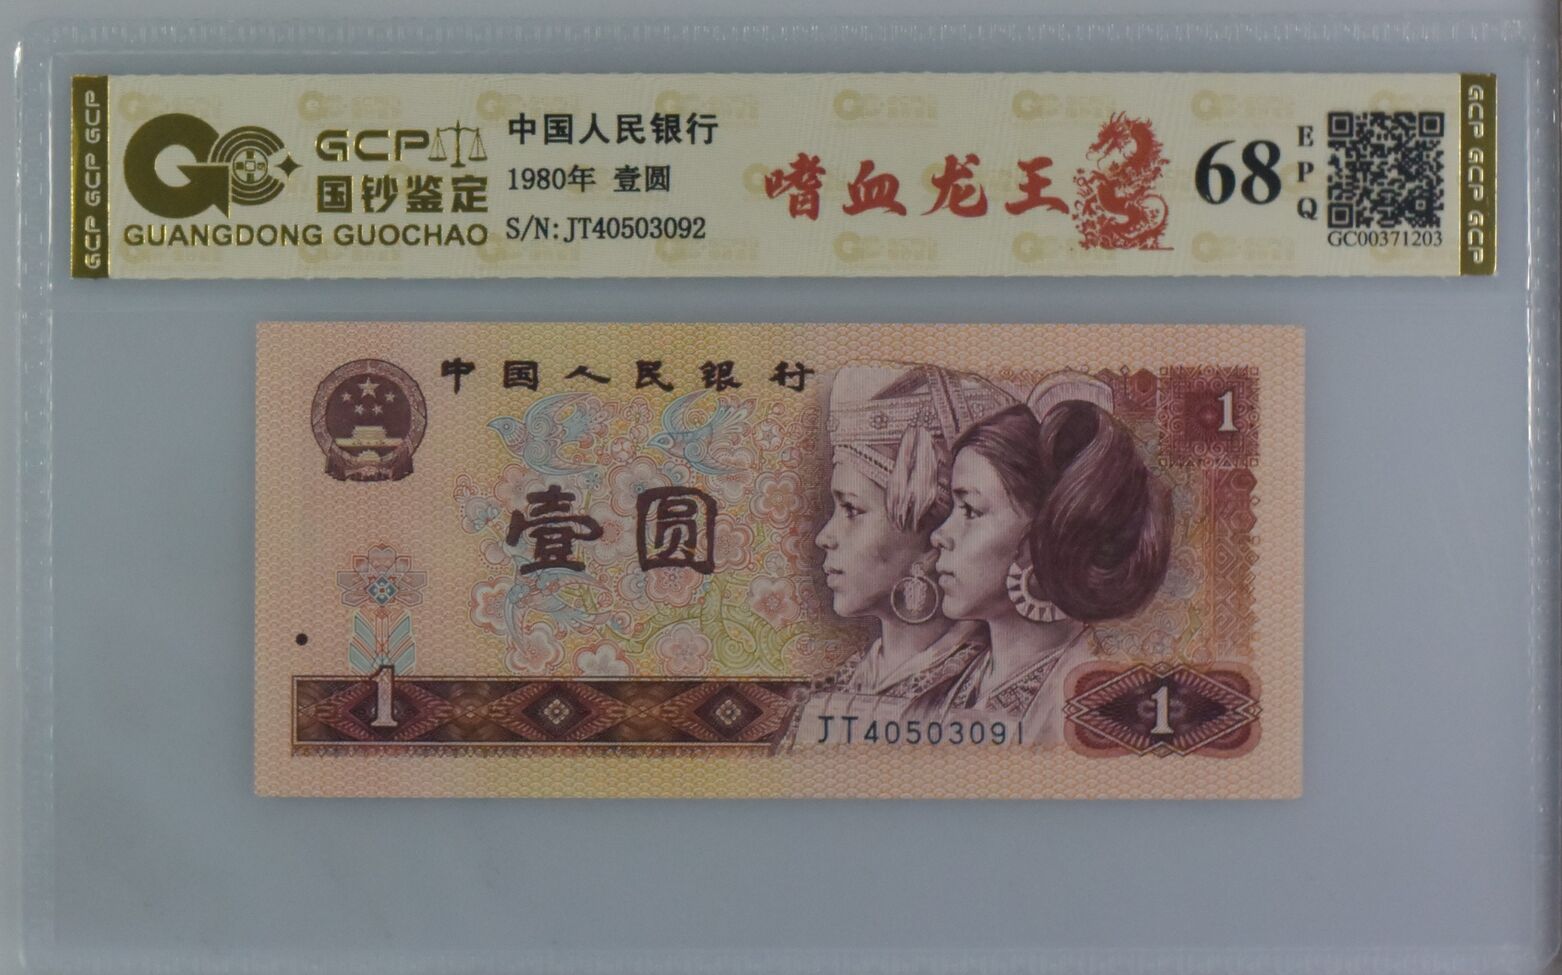 GCP GCP GCP
GCP
国钞鉴定
GUANGDONG GUOCHAO
中国人民银行
1980年 壹圆
S/N:JT40503092
嗜血龙王
68
EPQ
GC00371203
GCP GCP GCP
中国人民银行
1
壹圆
1
JT40503091
1